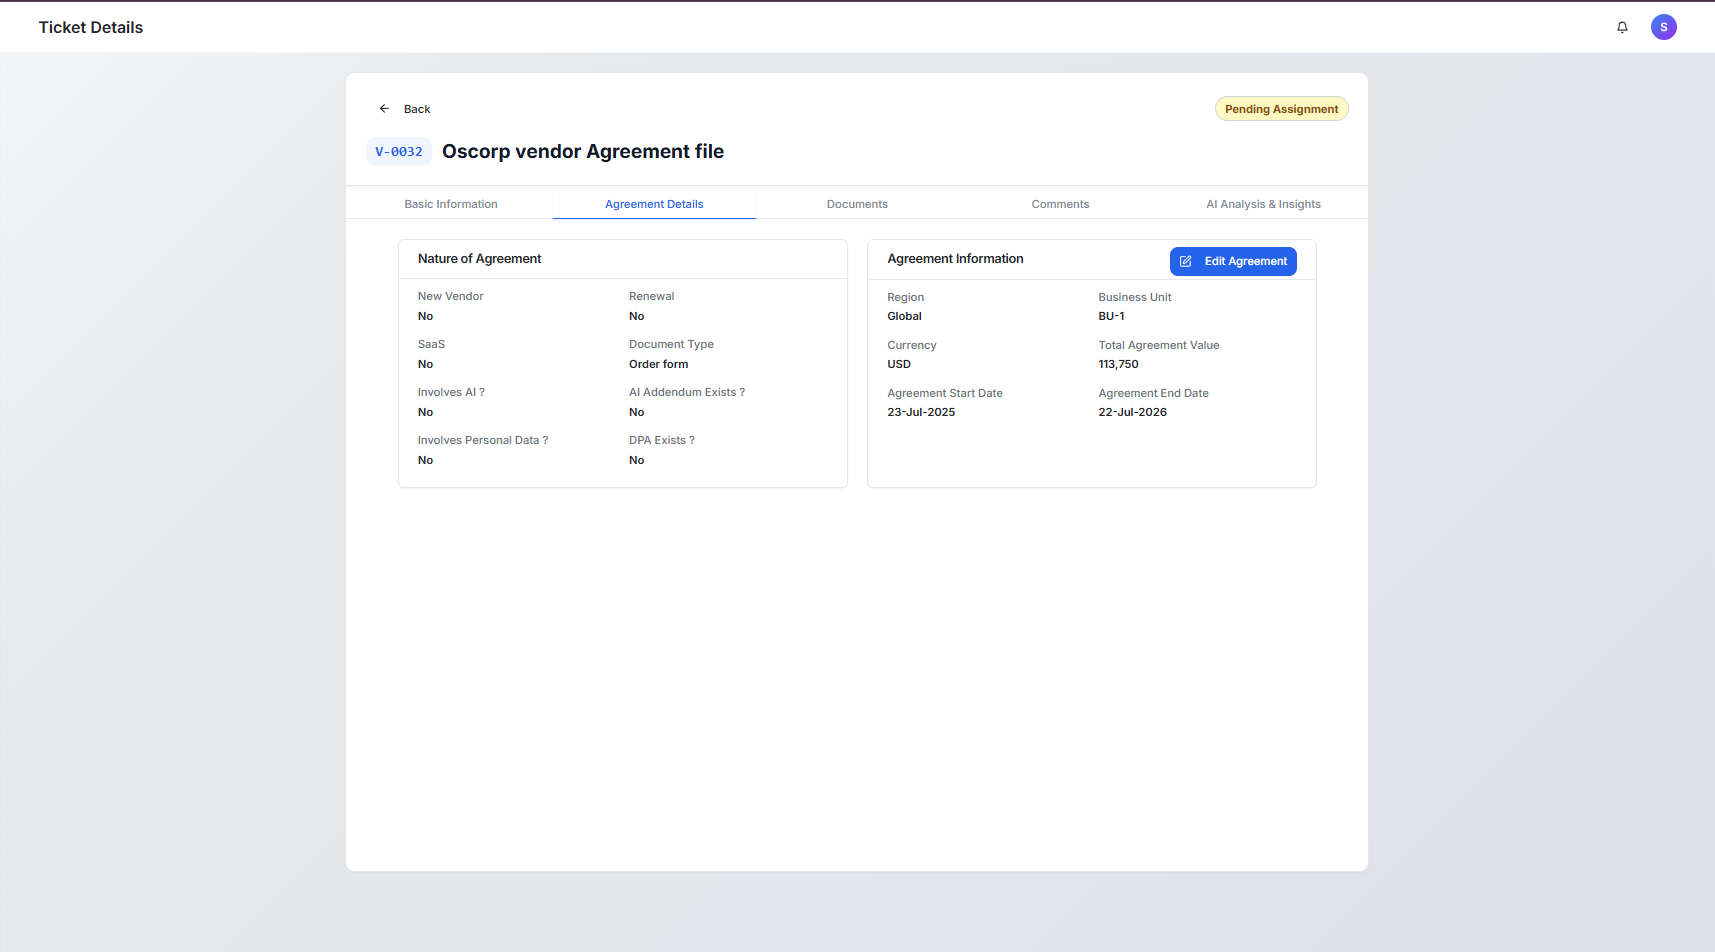 Ticket Details
S
Back
Pending Assignment
V-0032 Oscorp vendor Agreement file
Basic Information Agreement Details Documents Comments AI Analysis & Insights
Nature of Agreement
New Vendor Renewal
No No
SaaS Document Type
No Order form
Involves AI ? AI Addendum Exists ?
No No
Involves Personal Data ? DPA Exists ?
No No
Agreement Information Edit Agreement
Region Business Unit
Global BU-1
Currency Total Agreement Value
USD 113,750
Agreement Start Date Agreement End Date
23-Jul-2025 22-Jul-2026